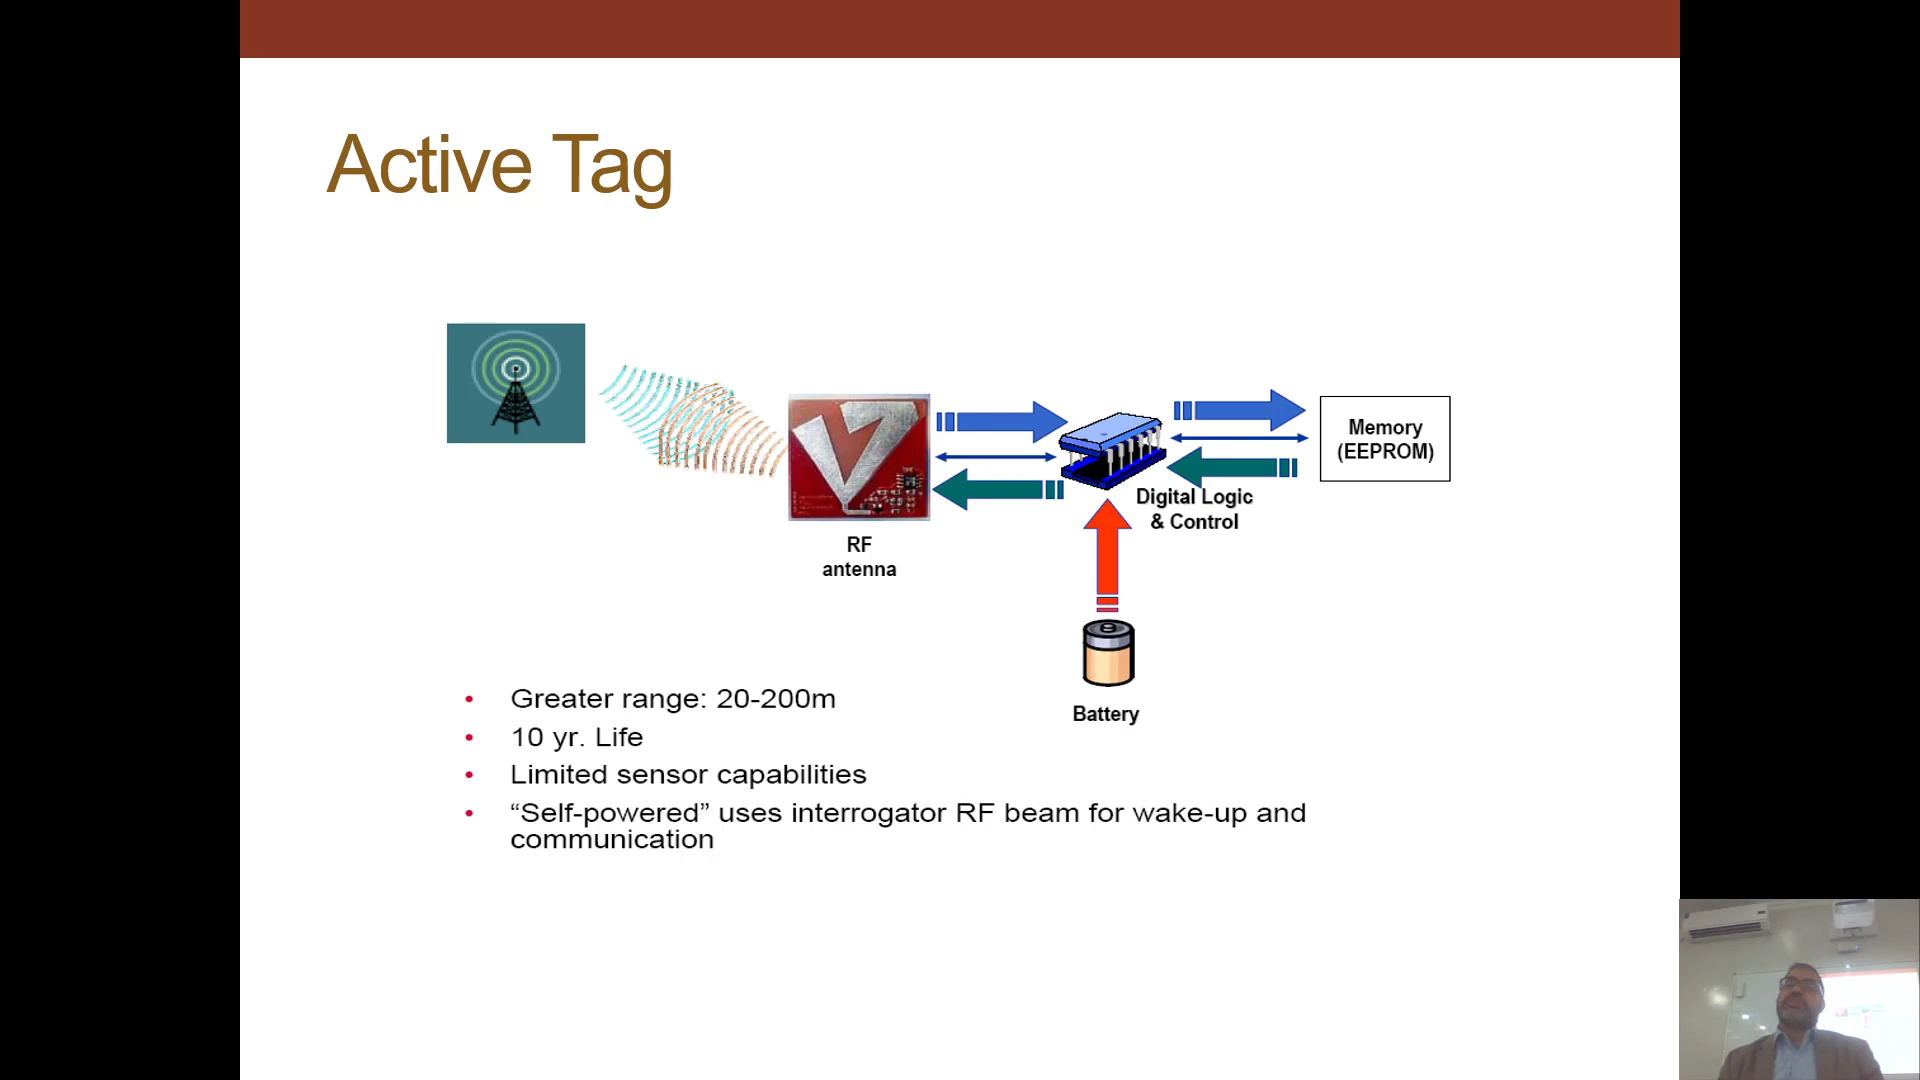 Active Tag
RF
antenna
Digital Logic
& Control
Memory
(EEPROM)
Battery
• Greater range: 20-200m
• 10 yr. Life
• Limited sensor capabilities
• “Self-powered” uses interrogator RF beam for wake-up and
communication